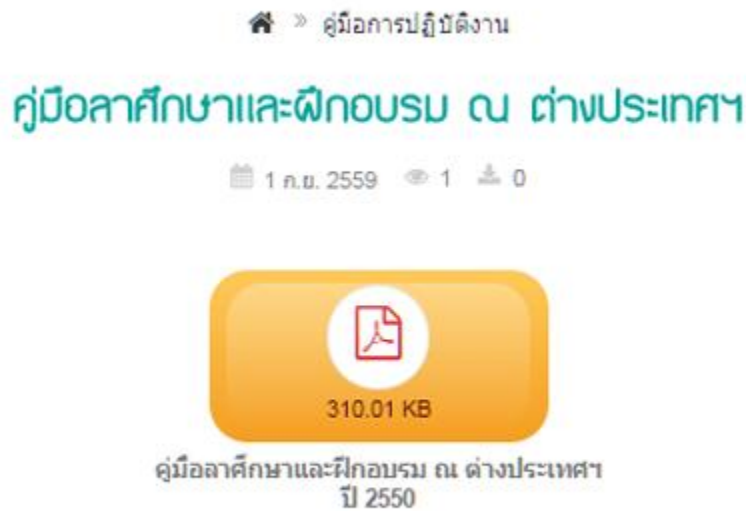 » คู่มือการปฏิบัติงาน
คู่มือลาศึกษาและฝึกอบรม ณ ต่างประเทศฯ
1 ก.ย. 2559 1 0
310.01 KB
คู่มือลาศึกษาและฝึกอบรม ณ ต่างประเทศฯ
ปี 2550